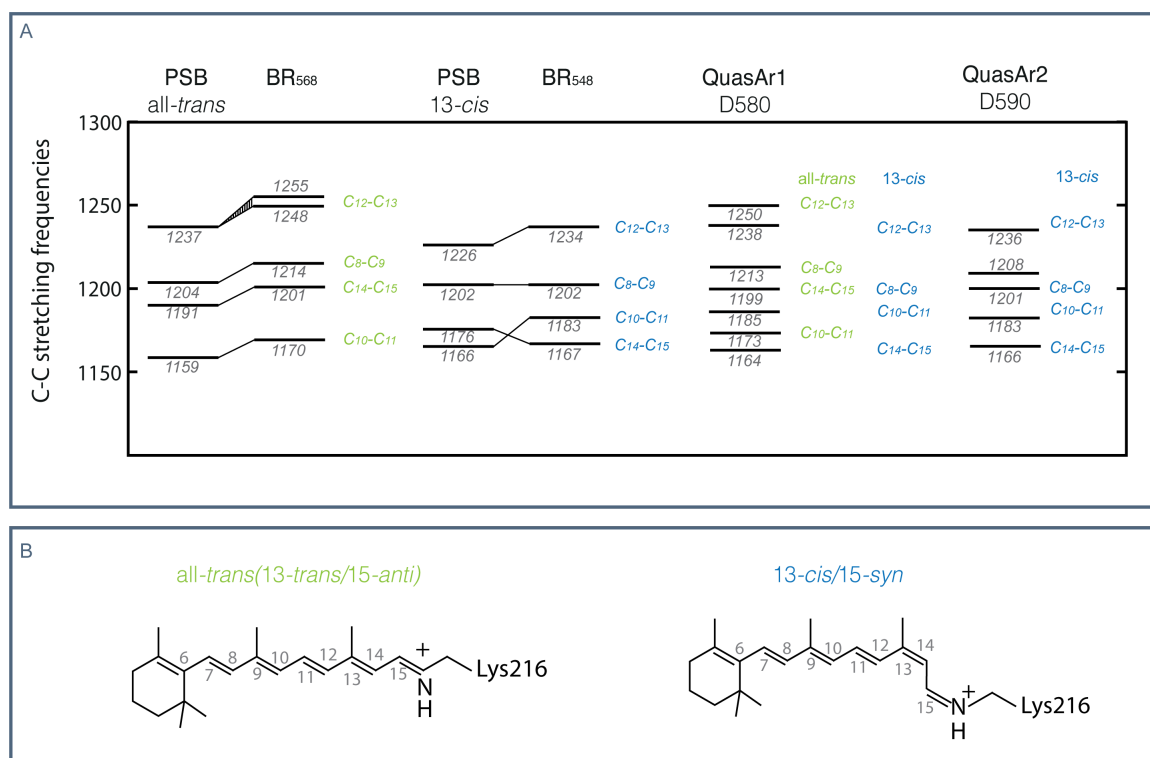 A
PSB BR568 PSB BR548 QuasAr1 QuasAr2
all-trans 13-cis D580 D590
C-C stretching frequencies
1300
1250
1200
1150
1237
1204
1191
1159
1255
1248
1214
1201
1170
C12-C13
C8-C9
C14-C15
C10-C11
1226
1202
1176
1166
1234
1202
1183
1167
C12-C13
C8-C9
C10-C11
C14-C15
1250
1238
1213
1199
1185
1173
1164
all-trans
C12-C13
C8-C9
C14-C15
C10-C11
13-cis
C12-C13
C8-C9
C10-C11
C14-C15
1236
1208
1201
1183
1166
13-cis
C12-C13
C8-C9
C10-C11
C14-C15
B
all-trans(13-trans/15-anti)
6 7 8 9 10 11 12 13 14 15
+
N
H
Lys216
13-cis/15-syn
6 7 8 9 10 11 12 13 14 15
+
N
H
Lys216